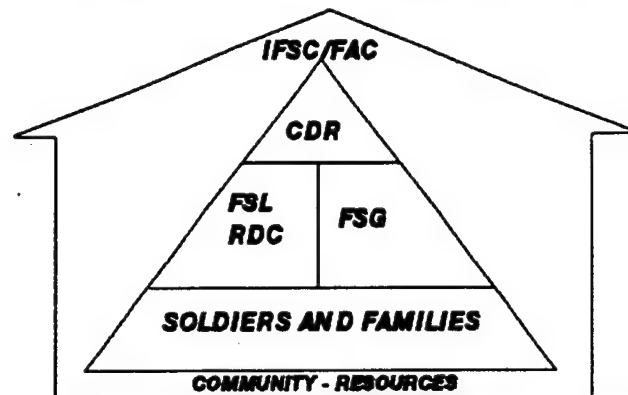 IFSC/FAC
CDR
FSL
RDC
FSG
SOLDIERS AND FAMILIES
COMMUNITY - RESOURCES